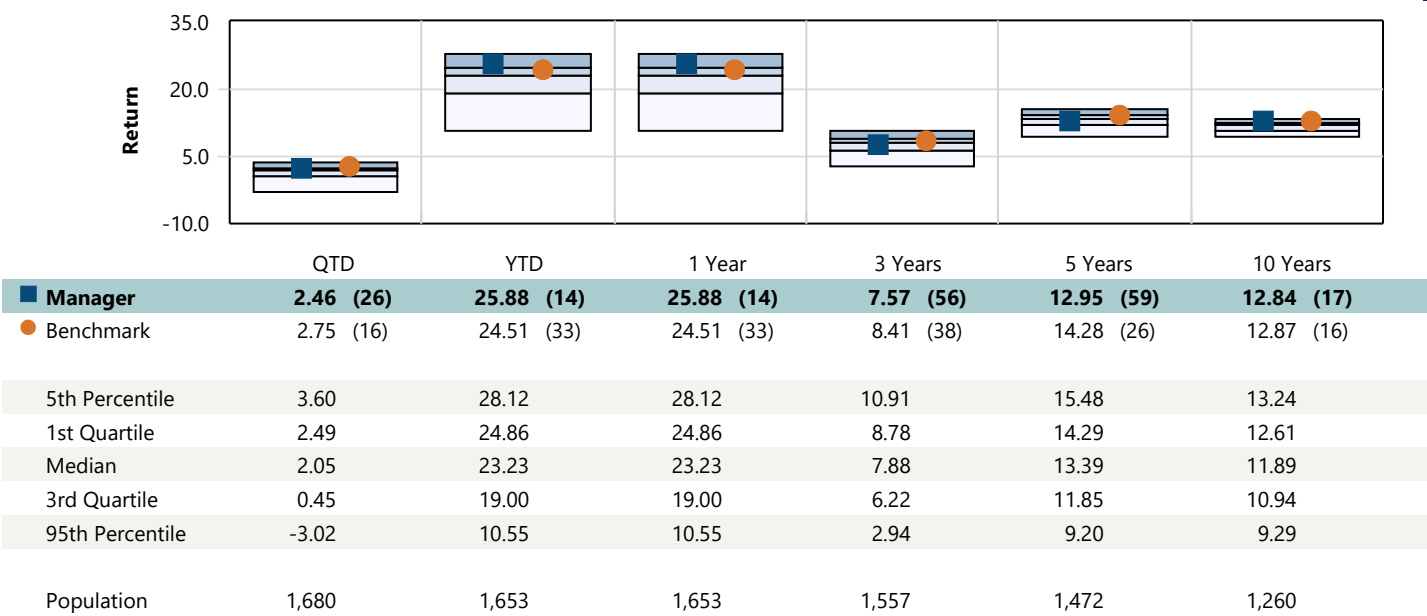 35.0
20.0
5.0
-10.0
Return
QTD YTD 1 Year 3 Years 5 Years 10 Years
Manager 2.46 (26) 25.88 (14) 25.88 (14) 7.57 (56) 12.95 (59) 12.84 (17)
Benchmark 2.75 (16) 24.51 (33) 24.51 (33) 8.41 (38) 14.28 (26) 12.87 (16)
5th Percentile 3.60 28.12 28.12 10.91 15.48 13.24
1st Quartile 2.49 24.86 24.86 8.78 14.29 12.61
Median 2.05 23.23 23.23 7.88 13.39 11.89
3rd Quartile 0.45 19.00 19.00 6.22 11.85 10.94
95th Percentile -3.02 10.55 10.55 2.94 9.20 9.29
Population 1,680 1,653 1,653 1,557 1,472 1,260